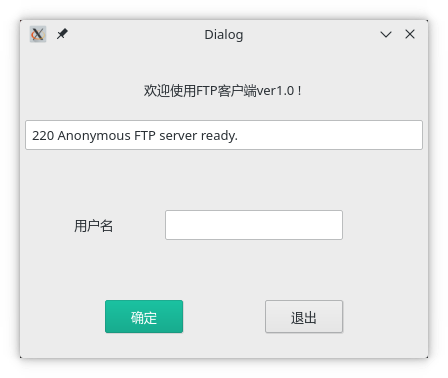 Dialog
欢迎使用FTP客户端ver1.0！
220 Anonymous FTP server ready.
用户名
确定
退出